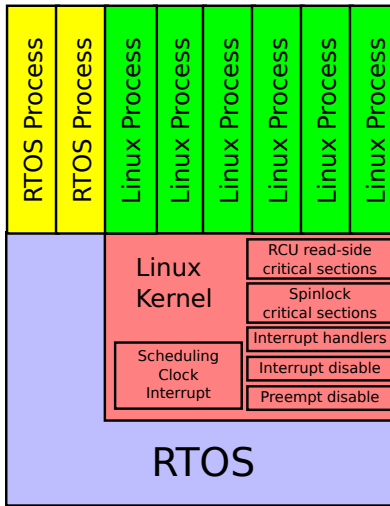 RTOS Process
RTOS Process
Linux Process
Linux Process
Linux Process
Linux Process
Linux Process
Linux Process
Linux
Kernel
RCU read-side
critical sections
Spinlock
critical sections
Interrupt handlers
Scheduling
Clock
Interrupt
Interrupt disable
Preempt disable
RTOS